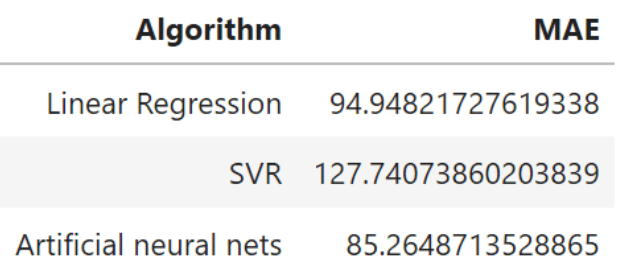 Algorithm MAE
Linear Regression 94.94821727619338
SVR 127.74073860203839
Artificial neural nets 85.2648713528865